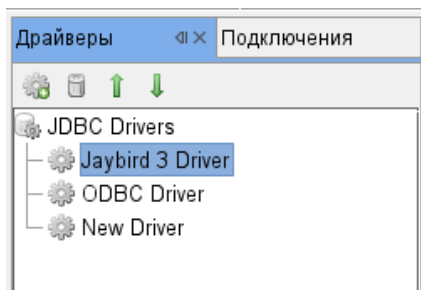 Драйверы Подключения
JDBC Drivers
Jaybird 3 Driver
ODBC Driver
New Driver